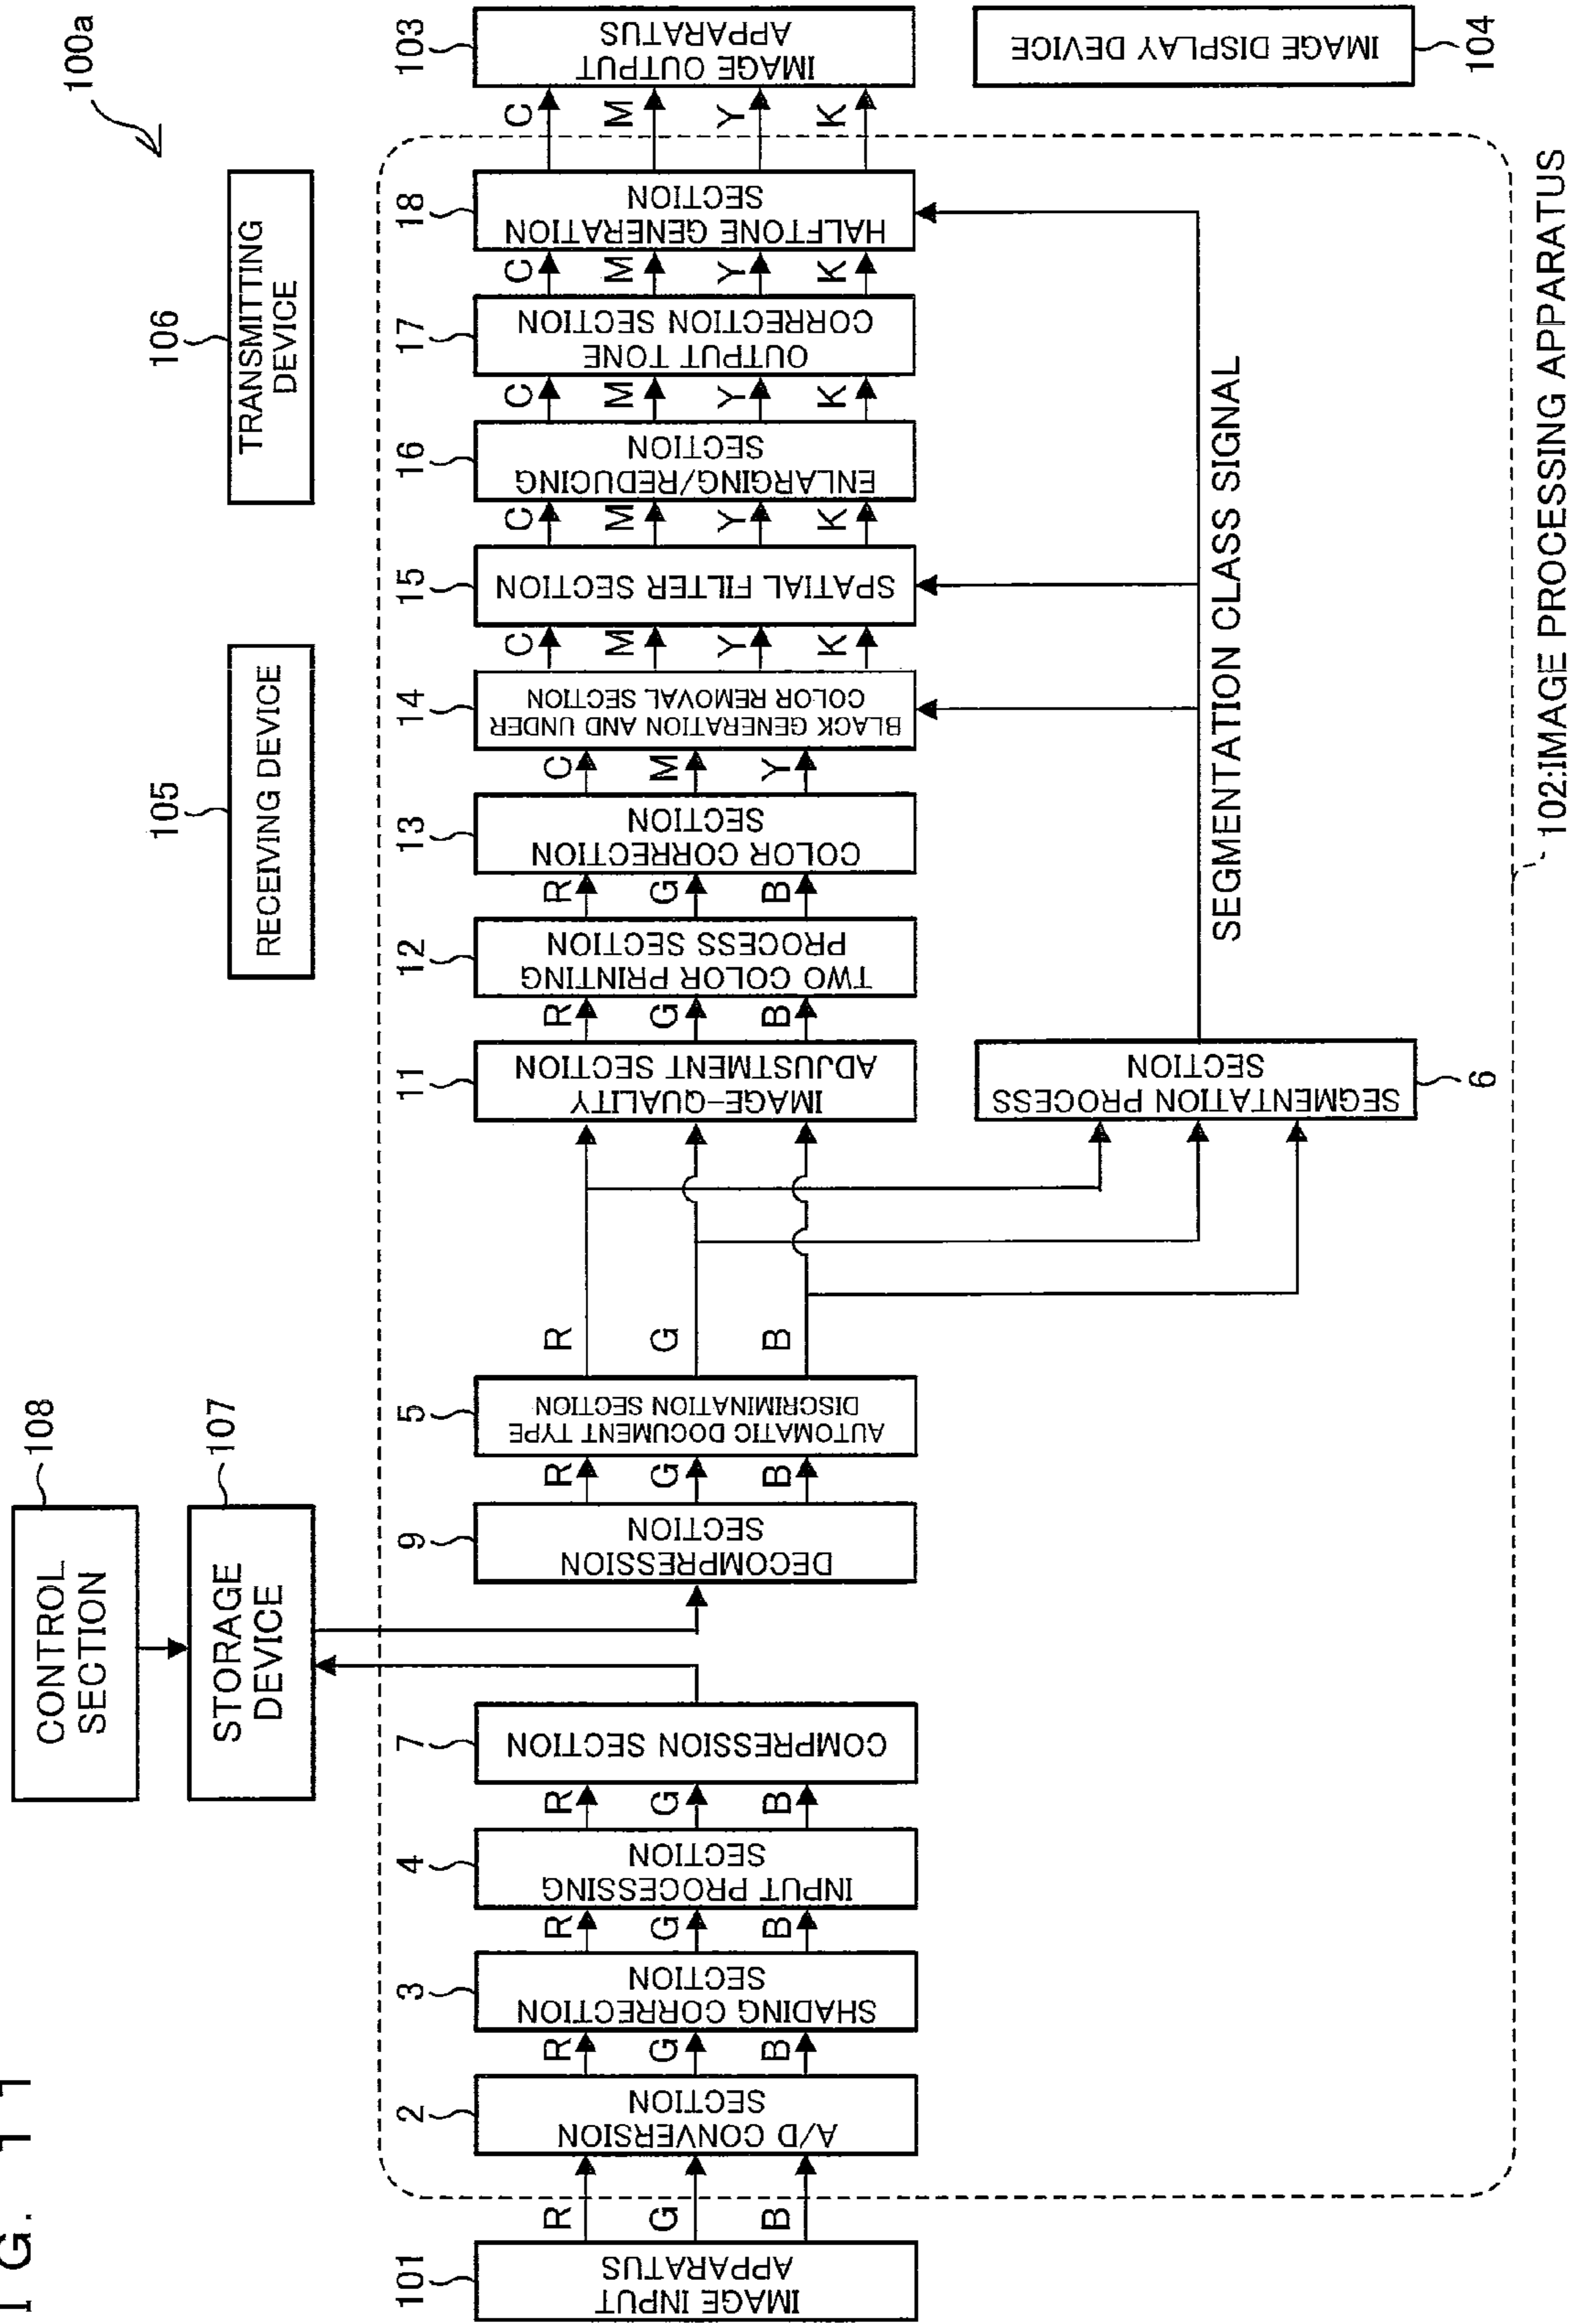 I G. 1 1
100a
CONTROL
SECTION
108
STORAGE
DEVICE
107
105
RECEIVING DEVICE
106
TRANSMITTING
DEVICE
101
IMAGE INPUT
APPARATUS
R
G
B
2
A/D CONVERSION
SECTION
R
G
B
3
SHADING CORRECTION
SECTION
R
G
B
4
INPUT PROCESSING
SECTION
R
G
B
7
COMPRESSION SECTION
9
DECOMPRESSION
SECTION
R
G
B
5
AUTOMATIC DOCUMENT TYPE
DISCRIMINATION SECTION
R
G
B
11
IMAGE-QUALITY
ADJUSTMENT SECTION
R
G
B
12
TWO COLOR PRINTING
PROCESS SECTION
R
G
B
13
COLOR CORRECTION
SECTION
C
M
Y
14
BLACK GENERATION AND UNDER
COLOR REMOVAL SECTION
C
M
Y
K
15
SPATIAL FILTER SECTION
C
M
Y
K
16
ENLARGING/REDUCING
SECTION
C
M
Y
K
17
OUTPUT TONE
CORRECTION SECTION
C
M
Y
K
18
HALFTONE GENERATION
SECTION
C
M
Y
K
103
IMAGE OUTPUT
APPARATUS
SEGMENTATION PROCESS
SECTION
6
SEGMENTATION CLASS SIGNAL
IMAGE DISPLAY DEVICE
104
102:IMAGE PROCESSING APPARATUS